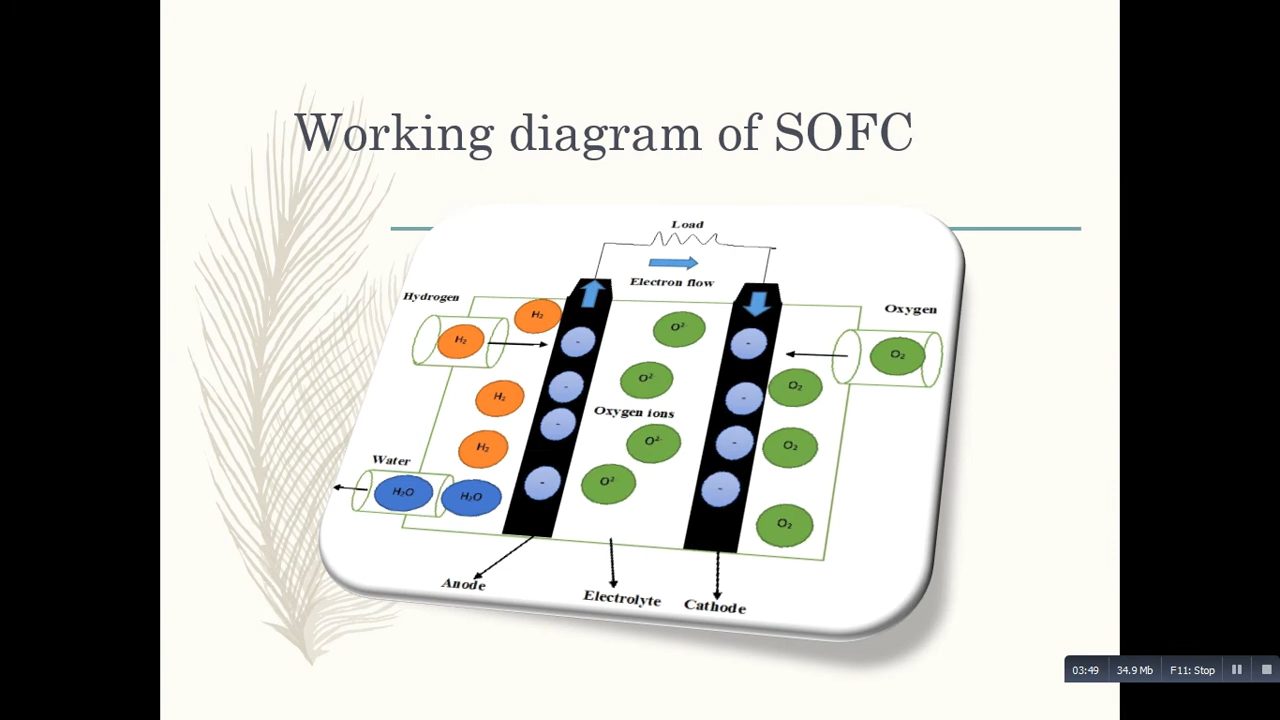 Working diagram of SOFC
Load
Electron flow
Hydrogen
Oxygen
H₂
H₂
O²⁻
O₂
-
-
O²
O₂
-
-
H₂
Oxygen ions
-
-
H₂
O²⁻
O₂
Water
H₂O
H₂O
-
O²
-
O₂
Anode
Electrolyte
Cathode
03:49
34.9 Mb
F11: Stop